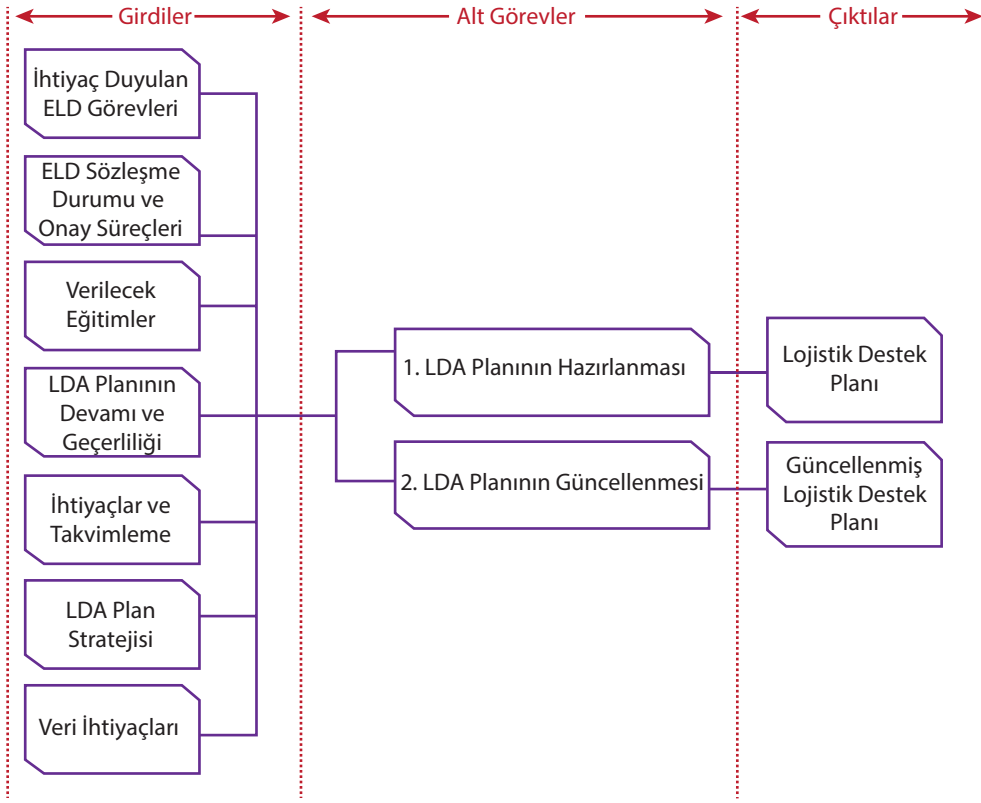 Girdiler
Alt Görevler
Çıktılar
İhtiyaç Duyulan
ELD Görevleri
ELD Sözleşme
Durumu ve
Onay Süreçleri
Verilecek
Eğitimler
LDA Planının
Devamı ve
Geçerliliği
İhtiyaçlar ve
Takvimleme
LDA Plan
Stratejisi
Veri İhtiyaçları
1. LDA Planının Hazırlanması
2. LDA Planının Güncellenmesi
Lojistik Destek
Planı
Güncellenmiş
Lojistik Destek
Planı